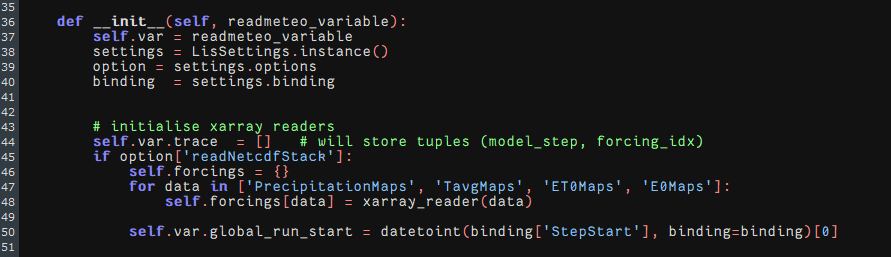 35
36 def __init__(self, readmeteo_variable):
37 self.var = readmeteo_variable
38 settings = LisSettings.instance()
39 option = settings.options
40 binding  = settings.binding
41
42
43 # initialise xarray readers
44 self.var.trace  = []   # will store tuples (model_step, forcing_idx)
45 if option['readNetcdfStack']:
46 self.forcings = {}
47 for data in ['PrecipitationMaps', 'TavgMaps', 'ET0Maps', 'E0Maps']:
48 self.forcings[data] = xarray_reader(data)
49
50 self.var.global_run_start = datetoint(binding['StepStart'], binding=binding)[0]
51